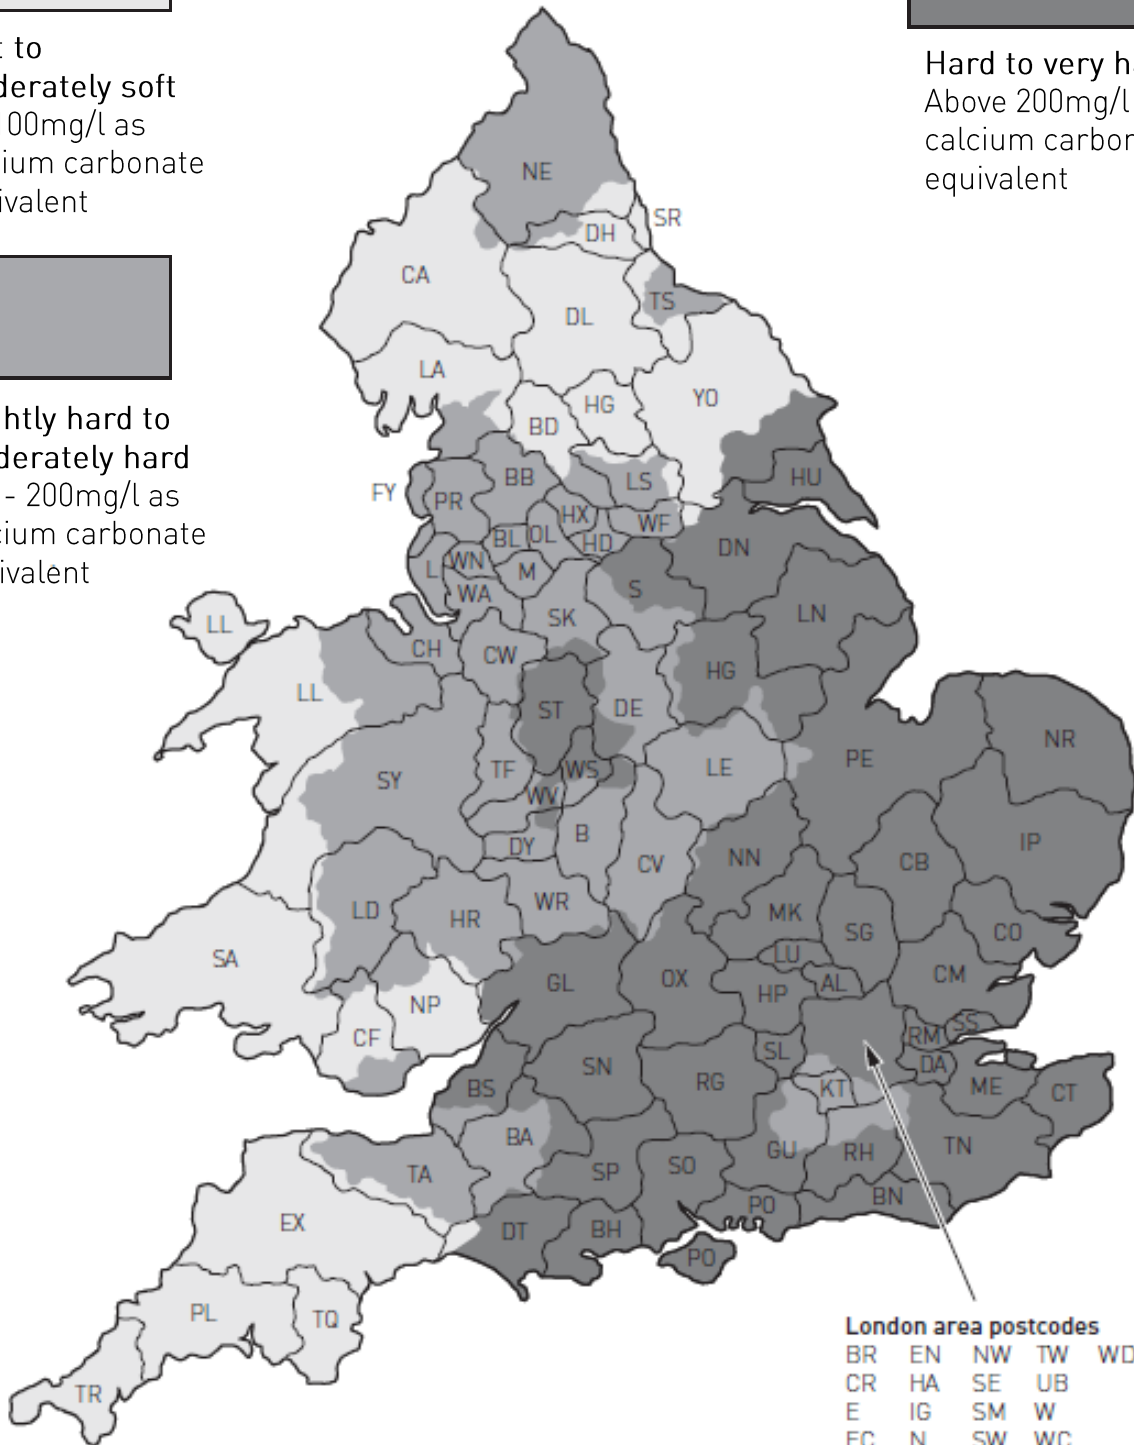 t to
derately soft
00mg/l as
ium carbonate
ivalent
Hard to very ha
Above 200mg/l
calcium carbon
equivalent
htly hard to
derately hard
- 200mg/l as
cium carbonate
ivalent
NE
SR
DH
CA
TS
DL
LA
YO
HG
BD
BB
LS
HU
FY
PR
HX
WF
BL
OL
HD
DN
L
WN
M
WA
S
SK
LN
LL
CH
CW
HG
LL
ST
DE
NR
SY
TF
WS
LE
PE
WV
B
DY
CV
NN
CB
IP
LD
HR
WR
MK
SG
CO
SA
LU
GL
OX
CM
NP
HP
AL
CF
RM
SS
SL
DA
SN
RG
KT
ME
CT
BS
BA
GU
RH
TN
TA
SP
SO
BN
PO
EX
DT
BH
PO
PL
TQ
TR
London area postcodes
BR EN NW TW WD
CR HA SE UB
E IG SM W
EC N SW WC